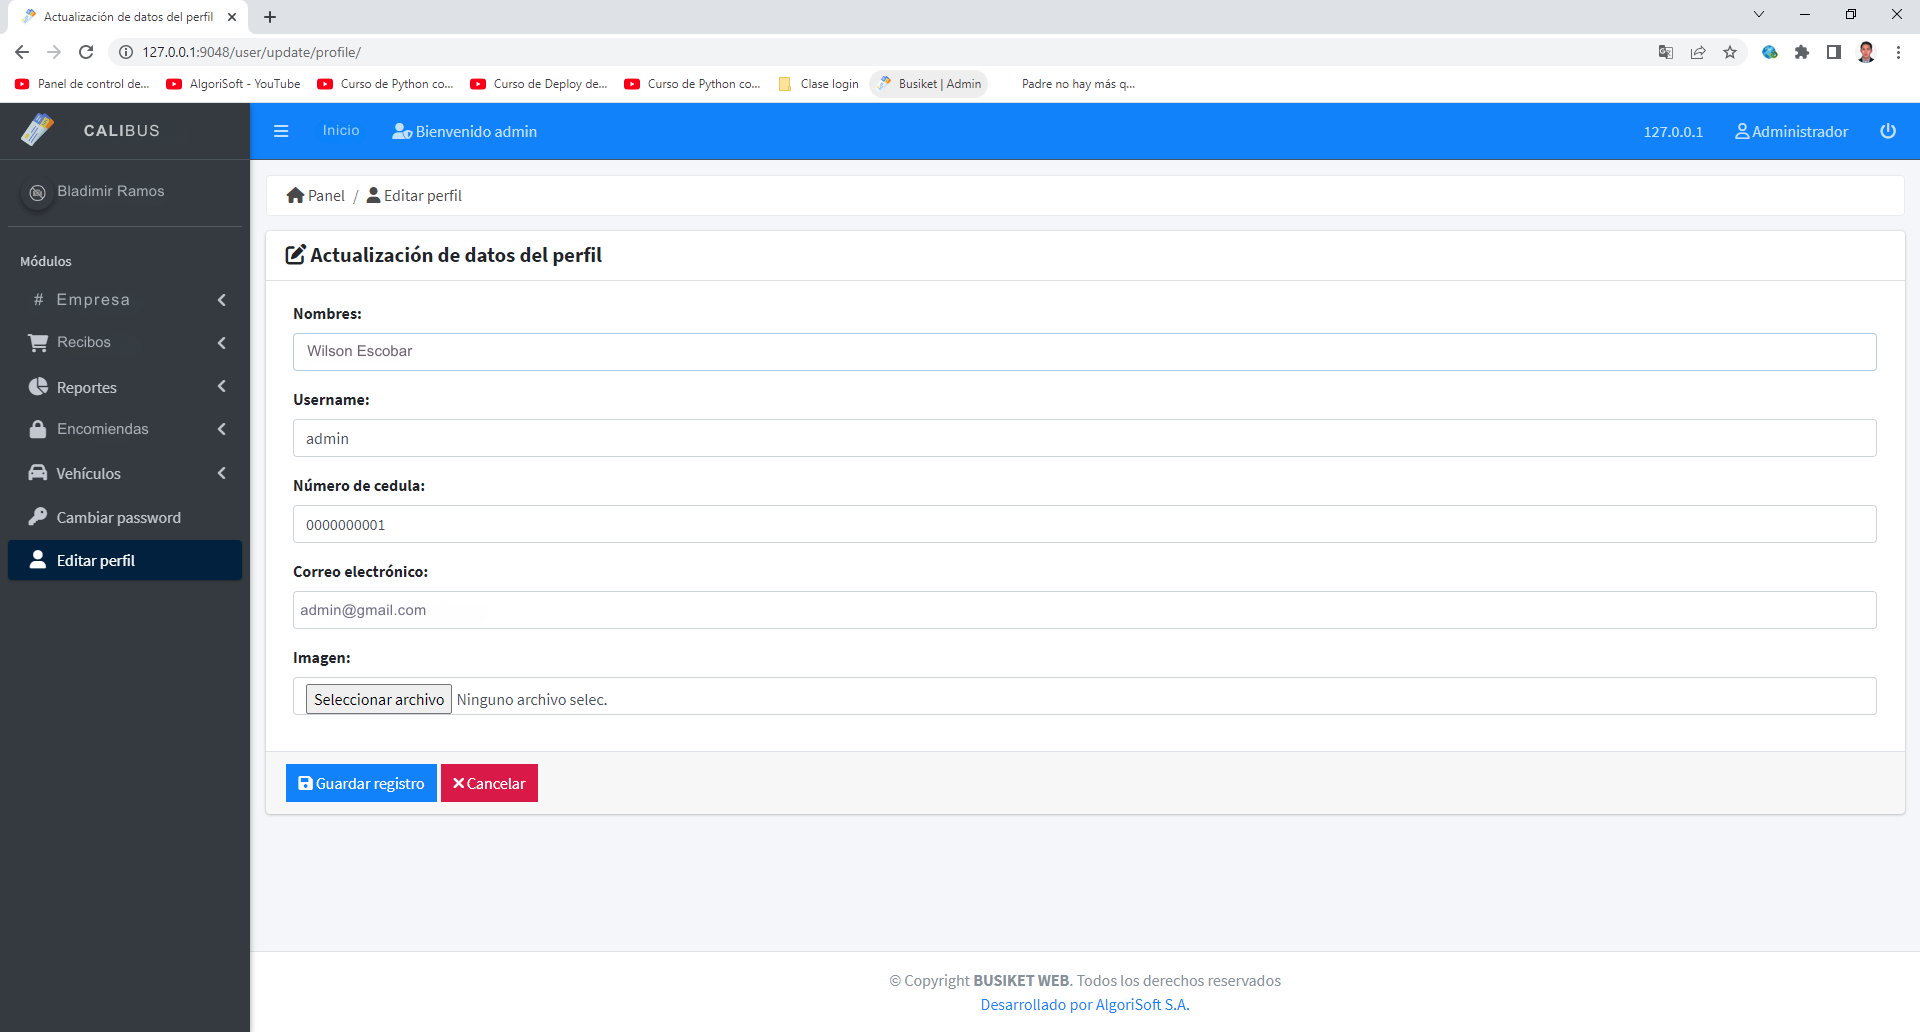 Actualización de datos del perfil
127.0.0.1:9048/user/update/profile/
Panel de control de... AlgoriSoft - YouTube Curso de Python co... Curso de Deploy de... Curso de Python co... Clase login Busiket | Admin Padre no hay más q...
CALIBUS
Inicio Bienvenido admin 127.0.0.1 Administrador
Bladimir Ramos
Módulos
# Empresa
Recibos
Reportes
Encomiendas
Vehículos
Cambiar password
Editar perfil
Panel / Editar perfil
Actualización de datos del perfil
Nombres:
Wilson Escobar
Username:
admin
Número de cedula:
0000000001
Correo electrónico:
admin@gmail.com
Imagen:
Seleccionar archivo Ninguno archivo selec.
Guardar registro Cancelar
© Copyright BUSIKET WEB. Todos los derechos reservados
Desarrollado por AlgoriSoft S.A.